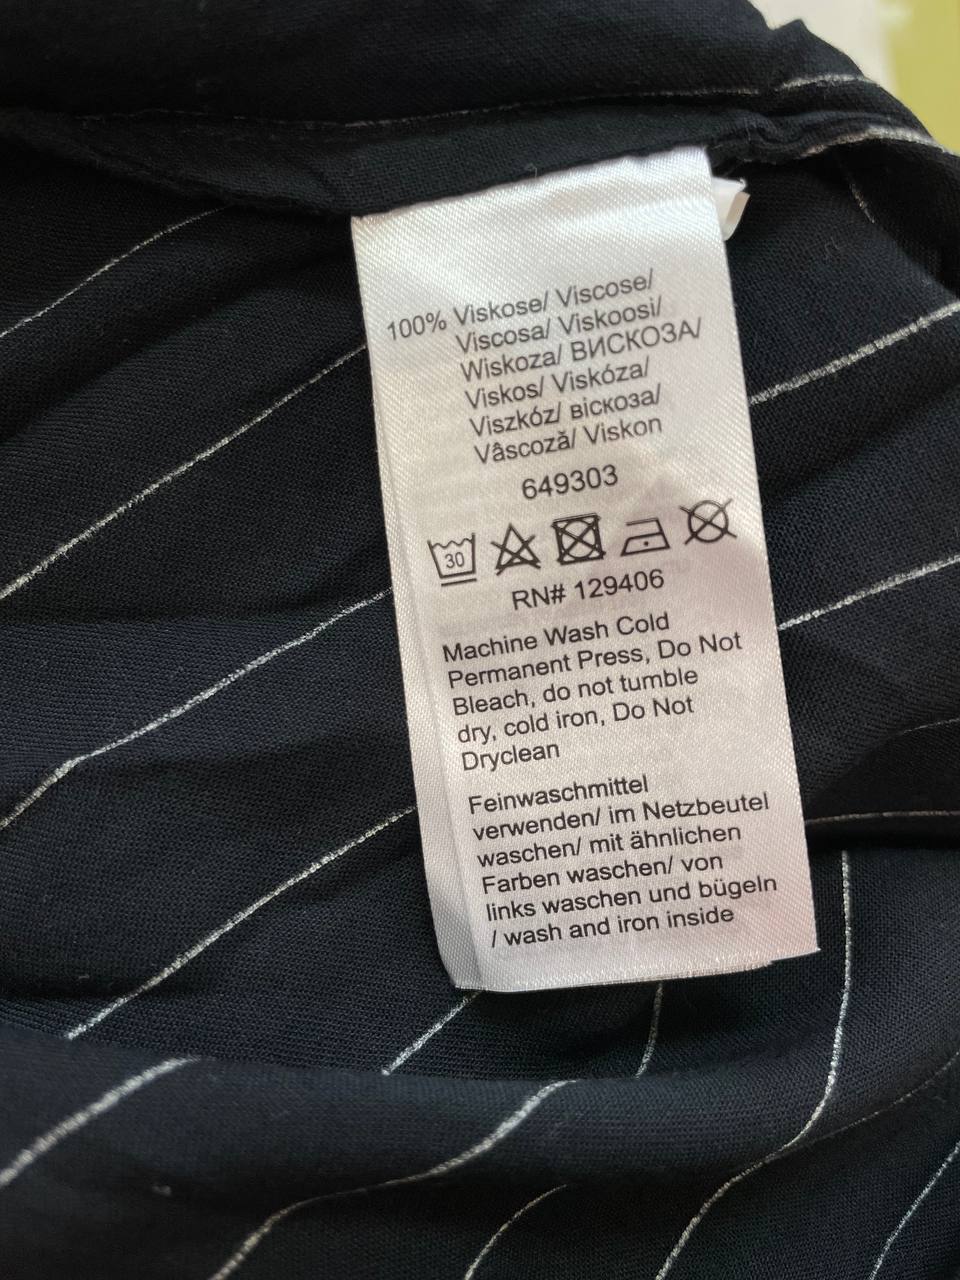 100% Viskose/ Viscose/
Viscosa/ Viskoosi/
Wiskoza/ ВИСКОЗА/
Viskos/ Viskóza/
Viszkóz/ віскоза/
Vâscoză/ Viskon
649303
30
RN# 129406
Machine Wash Cold
Permanent Press, Do Not
Bleach, do not tumble
dry, cold iron, Do Not
Dryclean
Feinwaschmittel
verwenden/ im Netzbeutel
waschen/ mit ähnlichen
Farben waschen/ von
links waschen und bügeln
/ wash and iron inside